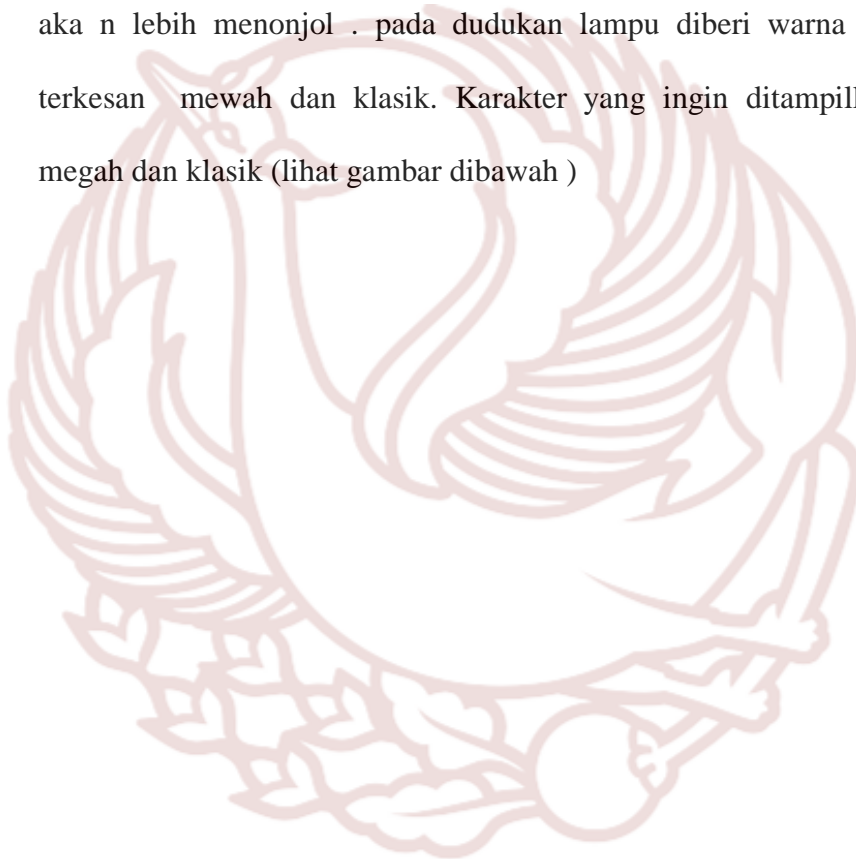 aka n lebih menonjol . pada dudukan lampu diberi warna
terkesan mewah dan klasik. Karakter yang ingin
megah dan klasik (lihat gambar dibawah )